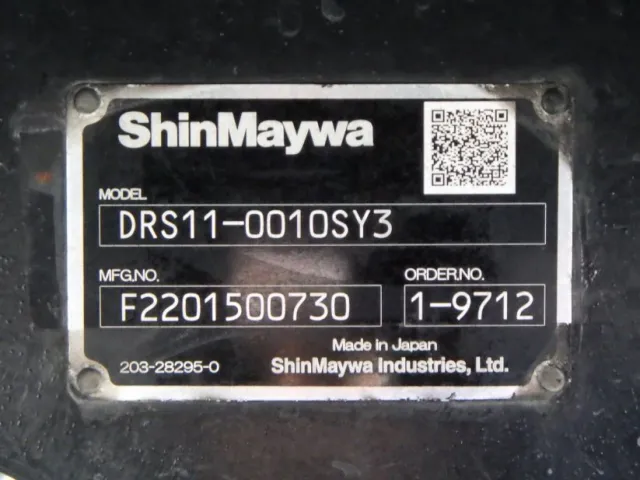 ShinMaywa
MODEL
DRS11-0010SY3
MFG.NO. ORDER.NO.
F2201500730 1-9712
Made in Japan
203-28295-0 ShinMaywa Industries, Ltd.